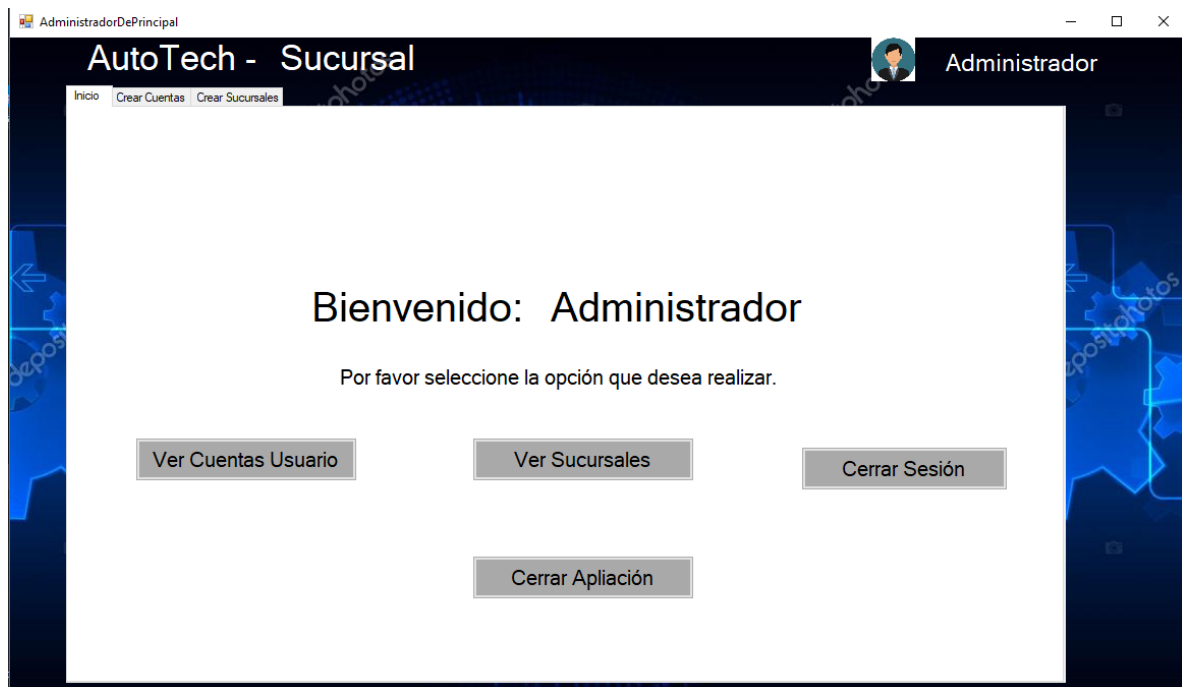 AdministradorDePrincipal
AutoTech - Sucursal
Administrador
Inicio Crear Cuentas Crear Sucursales
Bienvenido: Administrador
Por favor seleccione la opción que desea realizar.
Ver Cuentas Usuario
Ver Sucursales
Cerrar Sesión
Cerrar Apliación
depositphotos